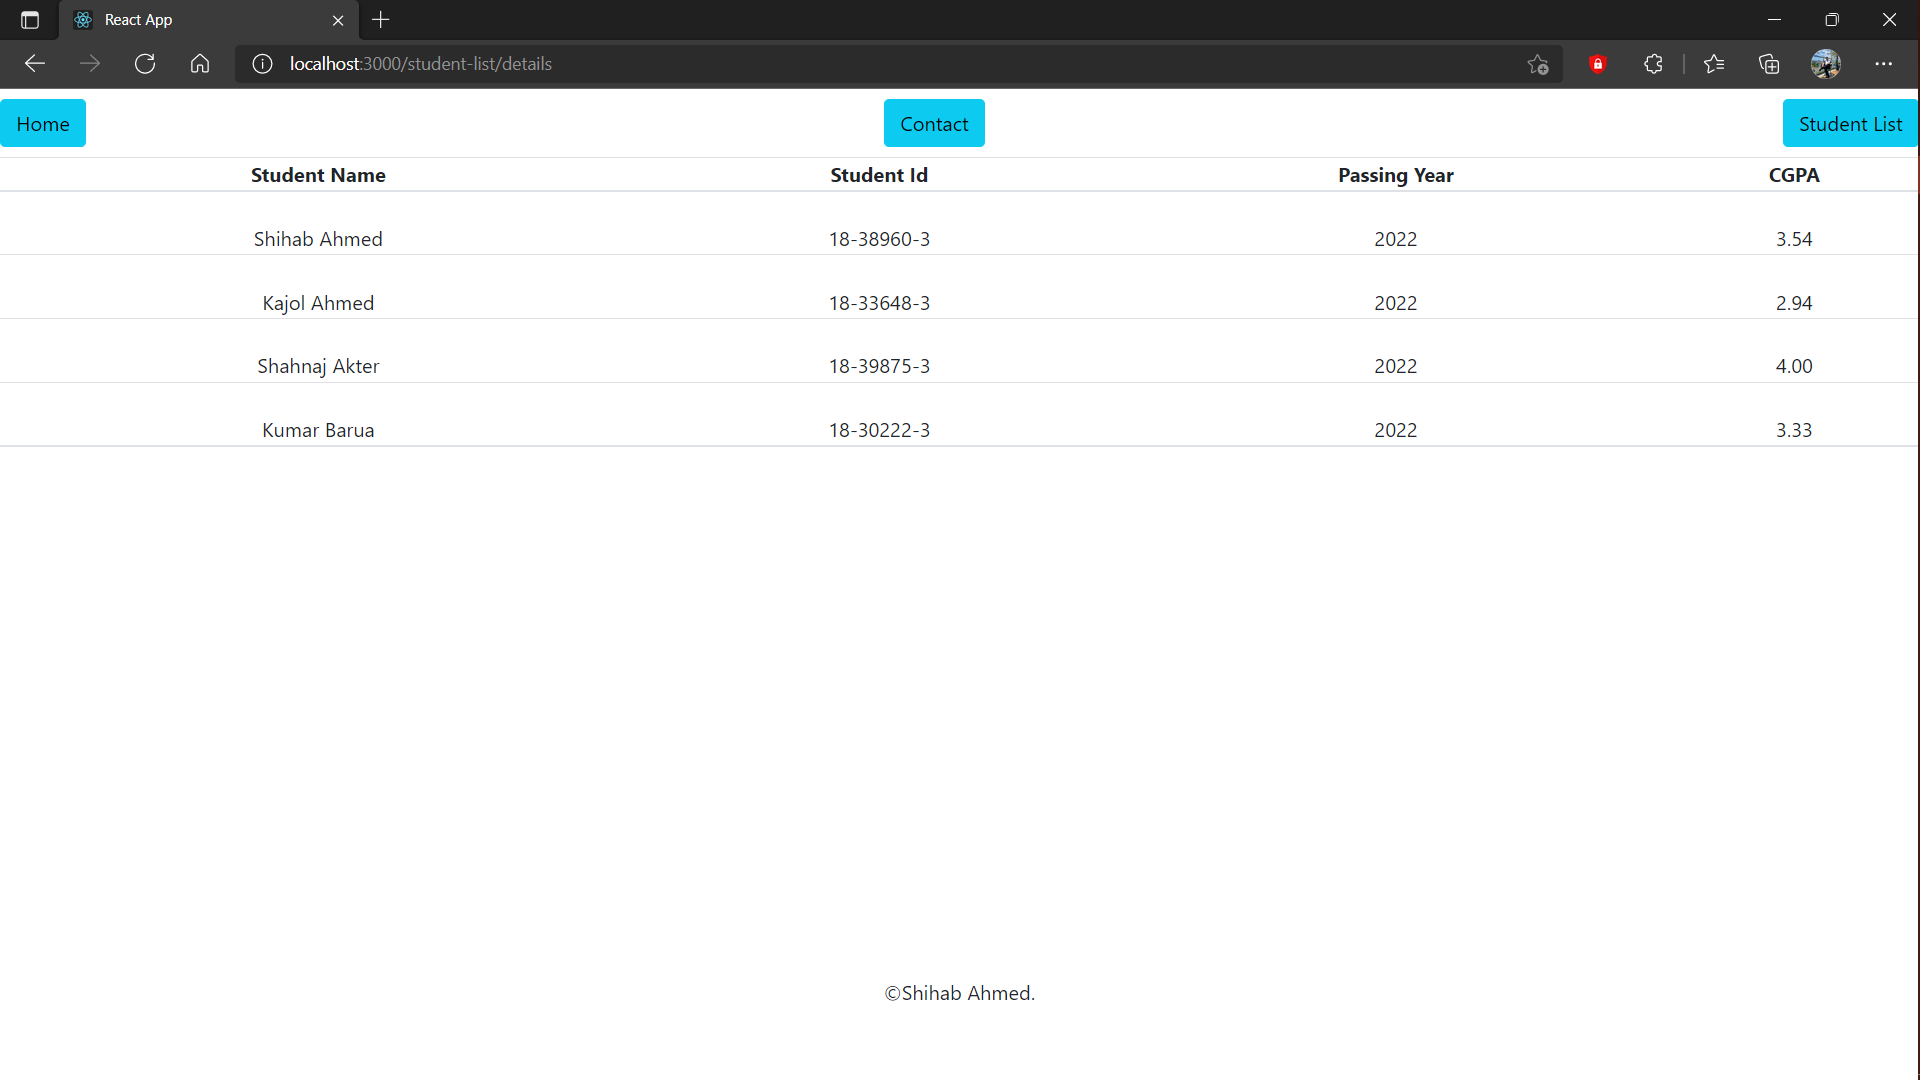 React App
localhost:3000/student-list/details
Home Contact Student List
Student Name Student Id Passing Year CGPA
Shihab Ahmed 18-38960-3 2022 3.54
Kajol Ahmed 18-33648-3 2022 2.94
Shahnaj Akter 18-39875-3 2022 4.00
Kumar Barua 18-30222-3 2022 3.33
©Shihab Ahmed.